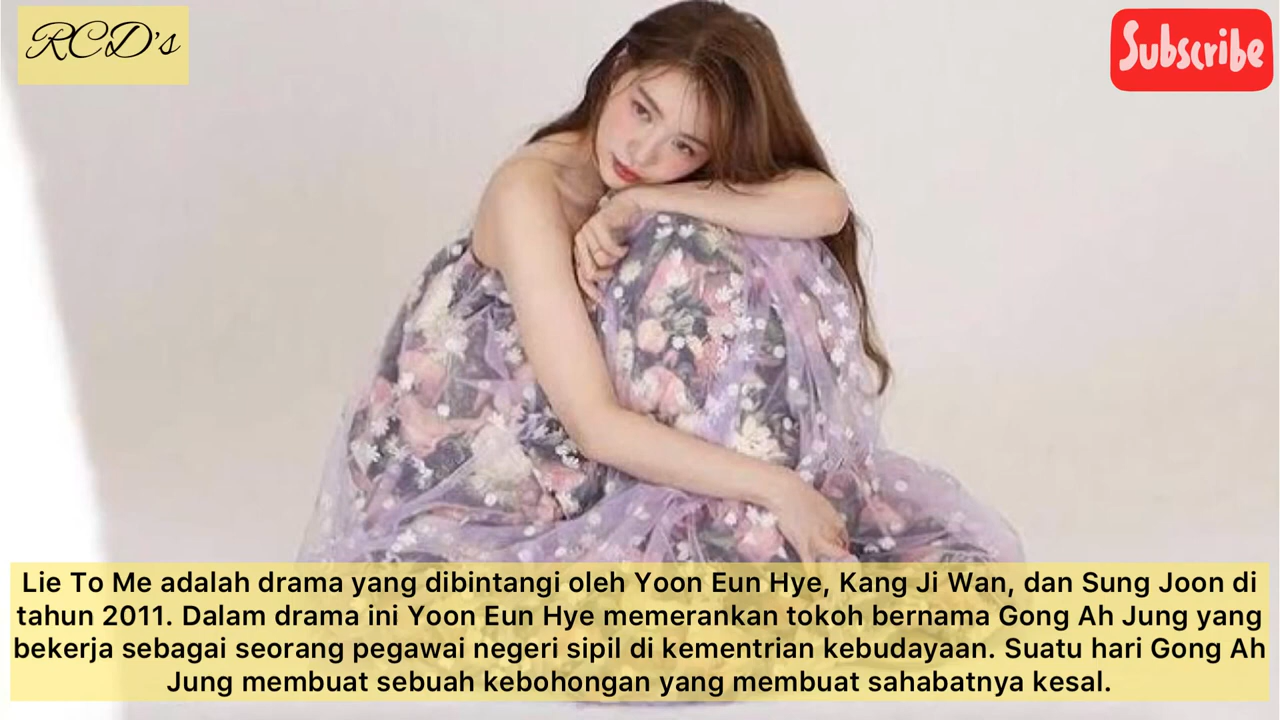 RCD's
Subscribe
Lie To Me adalah drama yang dibintangi oleh Yoon Eun Hye, Kang Ji Wan, dan Sung Joon di
tahun 2011. Dalam drama ini Yoon Eun Hye memerankan tokoh bernama Gong Ah Jung yang
bekerja sebagai seorang pegawai negeri sipil di kementrian kebudayaan. Suatu hari Gong Ah
Jung membuat sebuah kebohongan yang membuat sahabatnya kesal.